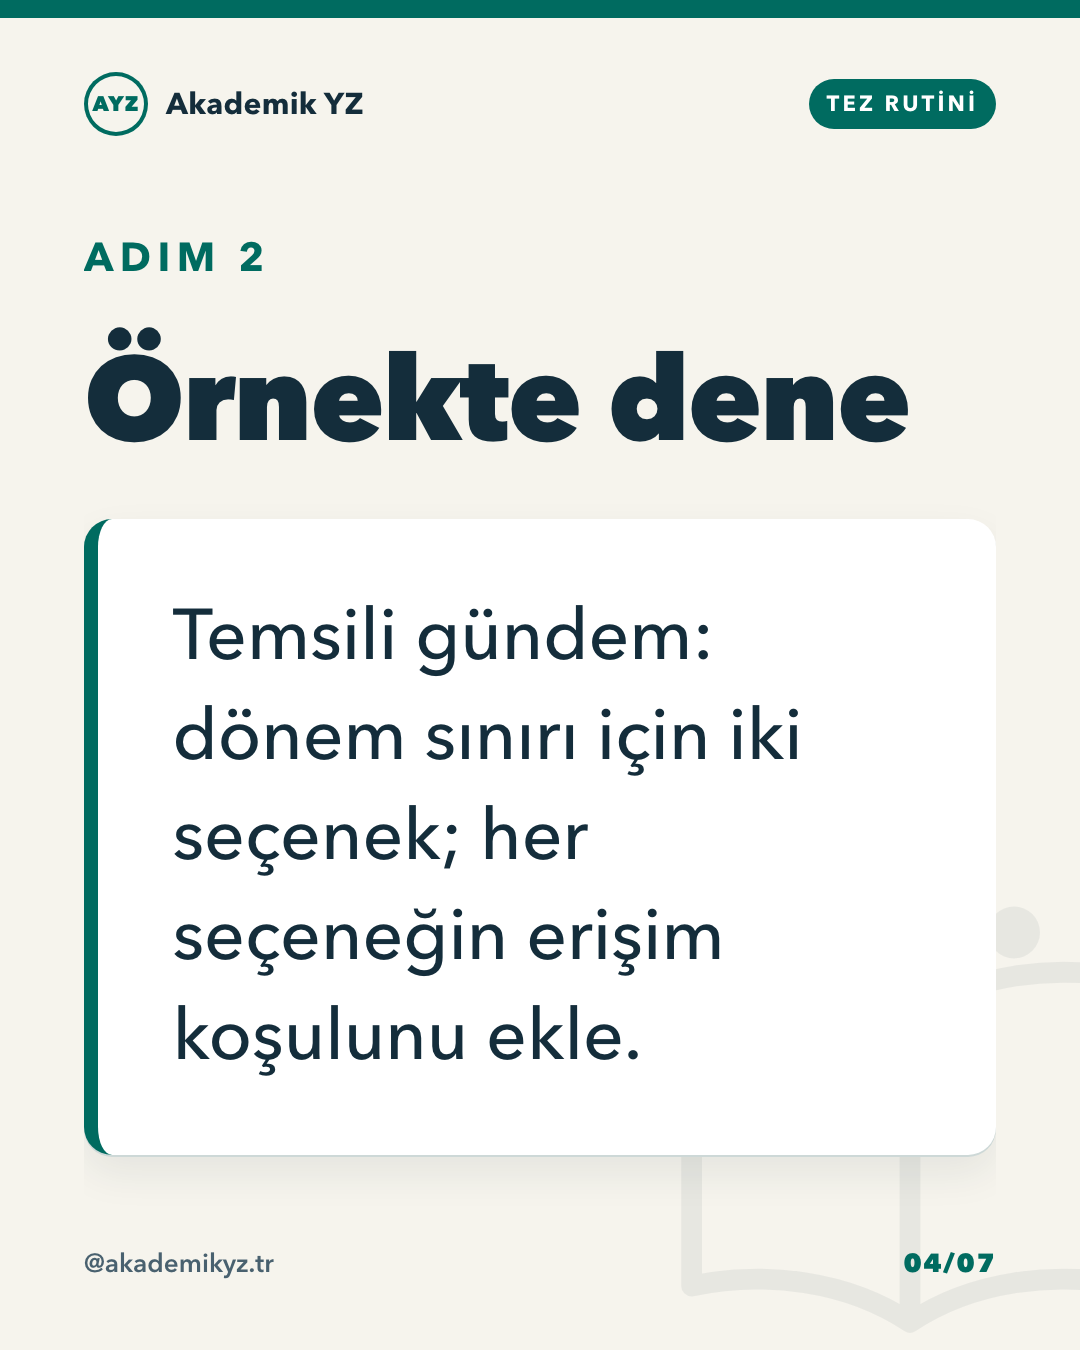 AYZ Akademik YZ
TEZ RUTİNİ
ADIM 2
Örnekte dene
Temsili gündem:
dönem sınırı için iki
seçenek; her
seçeneğin erişim
koşulunu ekle.
@akademikyz.tr
04/07